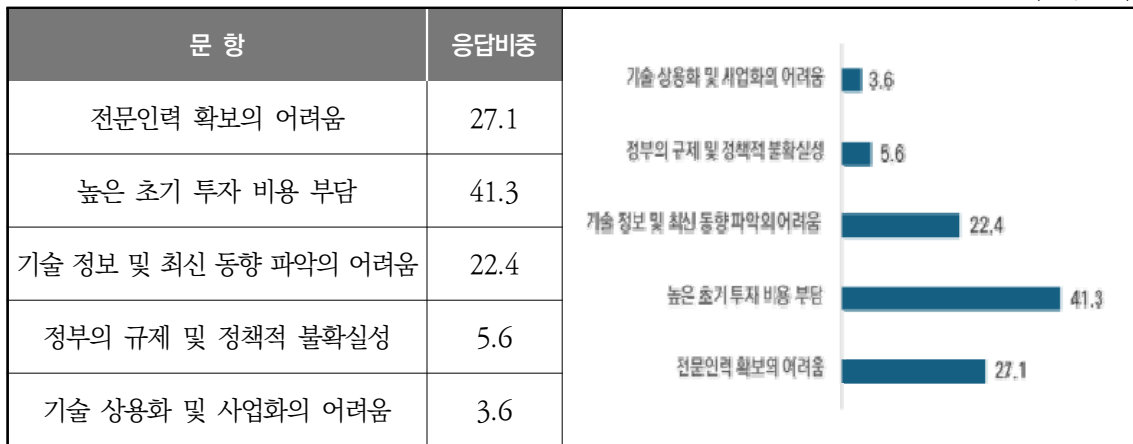 문 항 응답비중
전문인력 확보의 어려움 27.1
높은 초기 투자 비용 부담 41.3
기술 정보 및 최신 동향 파악의 어려움 22.4
정부의 규제 및 정책적 불확실성 5.6
기술 상용화 및 사업화의 어려움 3.6
기술 상용화 및 사업화의 어려움 3.6
정부의 규제 및 정책적 불확실성 5.6
기술 정보 및 최신 동향 파악의 어려움 22.4
높은 초기 투자 비용 부담 41.3
전문인력 확보의 어려움 27.1